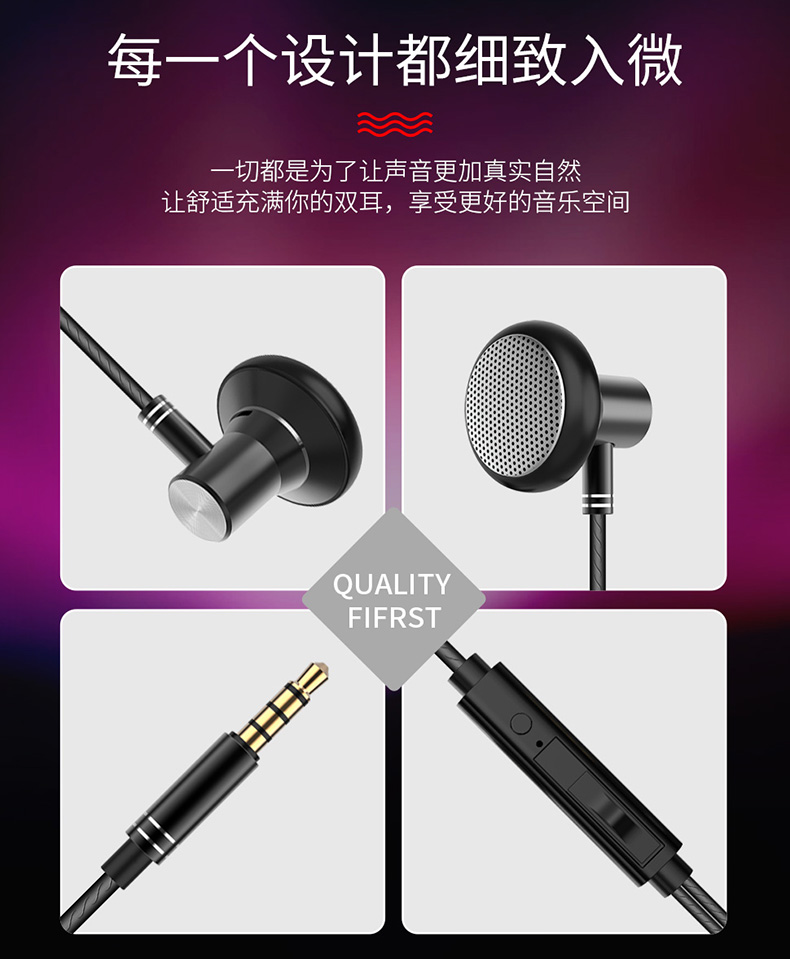 每一个设计都细致入微
一切都是为了让声音更加真实自然
让舒适充满你的双耳，享受更好的音乐空间
QUALITY
FIFRST